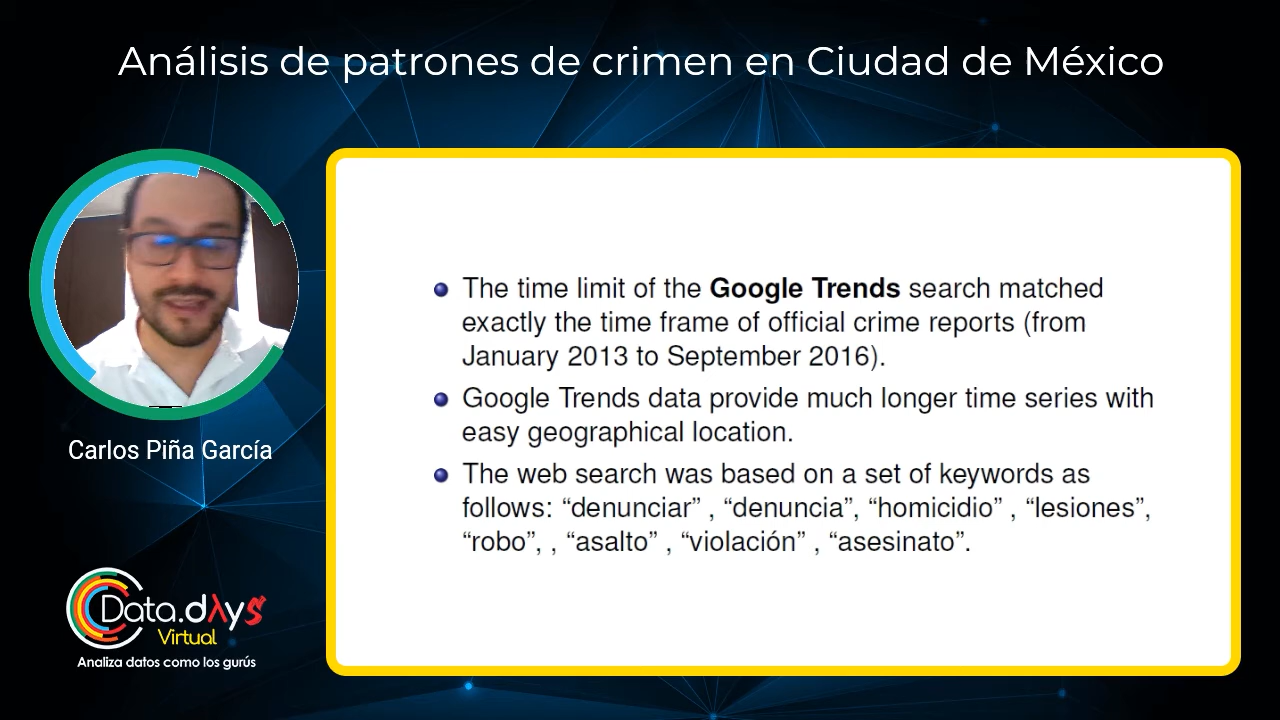 Análisis de patrones de crimen en Ciudad de México
The time limit of the Google Trends search matched
exactly the time frame of official crime reports (from
January 2013 to September 2016).
Google Trends data provide much longer time series with
easy geographical location.
The web search was based on a set of keywords as
follows: “denunciar” , “denuncia”, “homicidio” , “lesiones”,
“robo”, , “asalto” , “violación” , “asesinato”.
Carlos Piña García
Data.dλys
Virtual
Analiza datos como los gurús